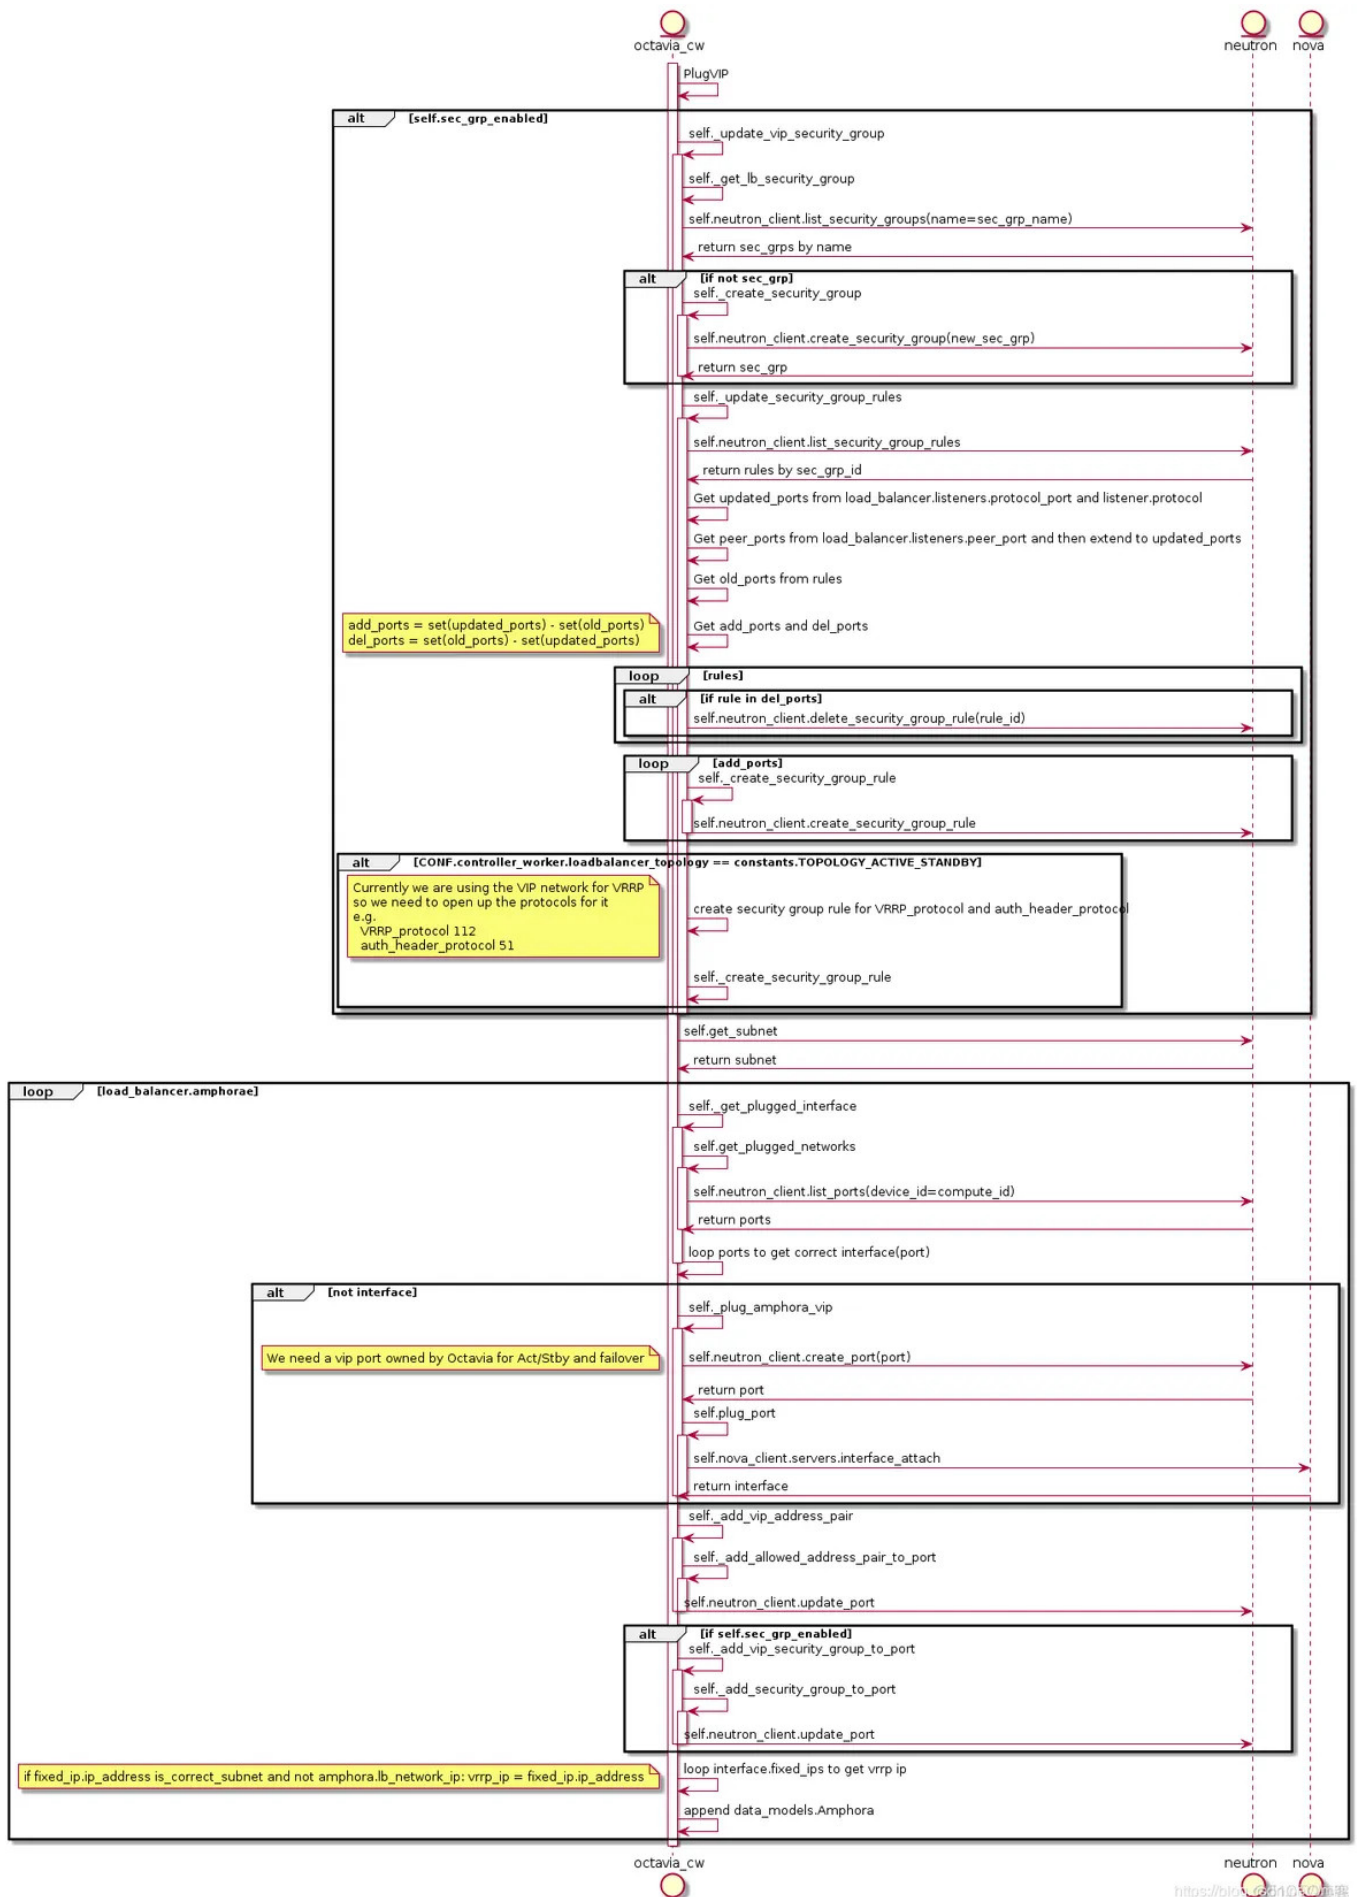 octavia_cw
neutron
nova
PlugVIP
alt [self.sec_grp_enabled]
self._update_vip_security_group
self._get_lb_security_group
self.neutron_client.list_security_groups(name=sec_grp_name)
return sec_grps by name
alt [if not sec_grp]
self._create_security_group
self.neutron_client.create_security_group(new_sec_grp)
return sec_grp
self._update_security_group_rules
self.neutron_client.list_security_group_rules
return rules by sec_grp_id
Get updated_ports from load_balancer.listeners.protocol_port and listener.protocol
Get peer_ports from load_balancer.listeners.peer_port and then extend to updated_ports
Get old_ports from rules
add_ports = set(updated_ports) - set(old_ports)
del_ports = set(old_ports) - set(updated_ports)
Get add_ports and del_ports
loop [rules]
alt [if rule in del_ports]
self.neutron_client.delete_security_group_rule(rule_id)
loop [add_ports]
self._create_security_group_rule
self.neutron_client.create_security_group_rule
alt [CONF.controller_worker.loadbalancer_topology == constants.TOPOLOGY_ACTIVE_STANDBY]
Currently we are using the VIP network for VRRP
so we need to open up the protocols for it
e.g.
VRRP_protocol 112
auth_header_protocol 51
create security group rule for VRRP_protocol and auth_header_protocol
self._create_security_group_rule
self.get_subnet
return subnet
loop [load_balancer.amphorae]
self._get_plugged_interface
self.get_plugged_networks
self.neutron_client.list_ports(device_id=compute_id)
return ports
loop ports to get correct interface(port)
alt [not interface]
self._plug_amphora_vip
We need a vip port owned by Octavia for Act/Stby and failover
self.neutron_client.create_port(port)
return port
self.plug_port
self.nova_client.servers.interface_attach
return interface
self._add_vip_address_pair
self._add_allowed_address_pair_to_port
self.neutron_client.update_port
alt [if self.sec_grp_enabled]
self._add_vip_security_group_to_port
self._add_security_group_to_port
self.neutron_client.update_port
if fixed_ip.ip_address is_correct_subnet and not amphora.lb_network_ip: vrrp_ip = fixed_ip.ip_address
loop interface.fixed_ips to get vrrp ip
append data_models.Amphora
octavia_cw
neutron
nova